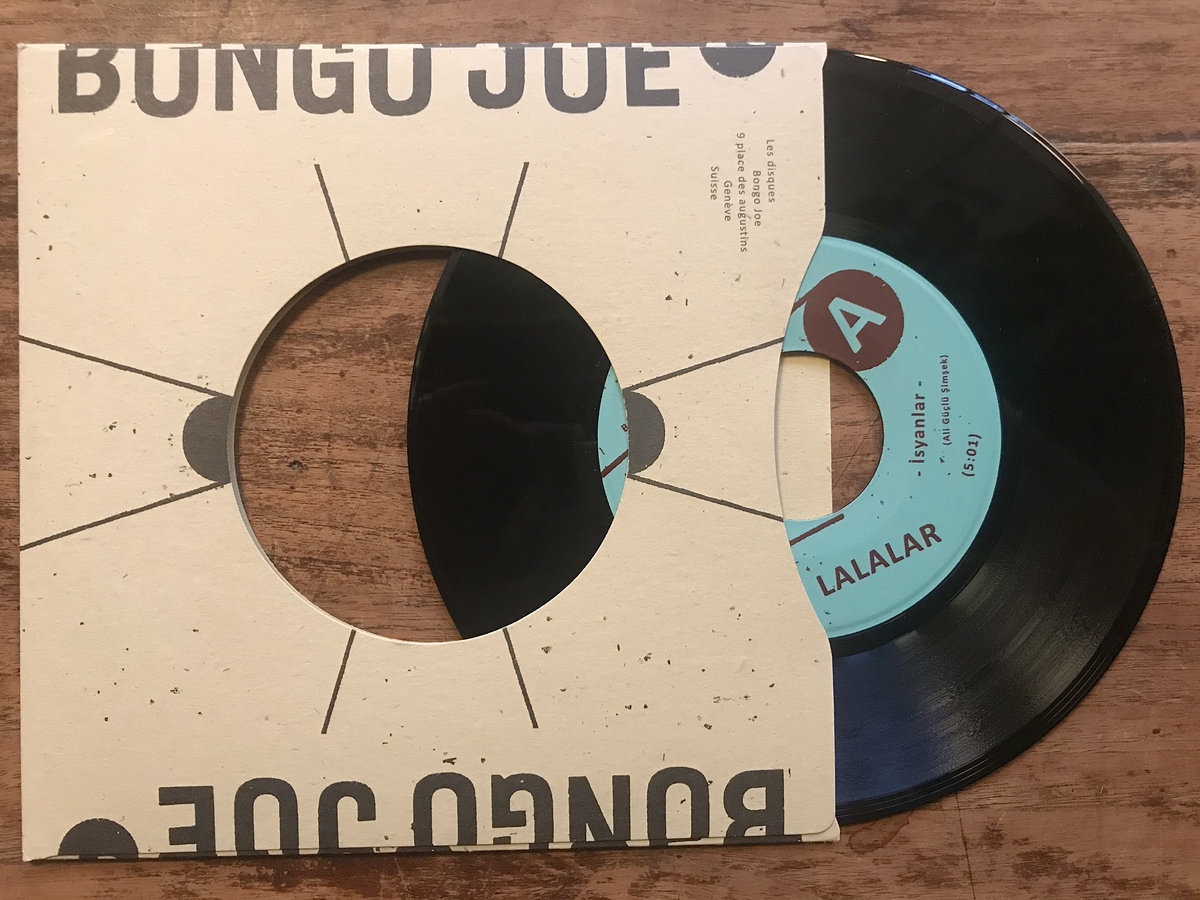 BONGO JOE
Les disques
Bongo Joe
9 place des augustins
Genève
Suisse
A
- İsyanlar -
(Ali Güçlü Şimşek)
(5:01)
LALALAR
BONGO JOE